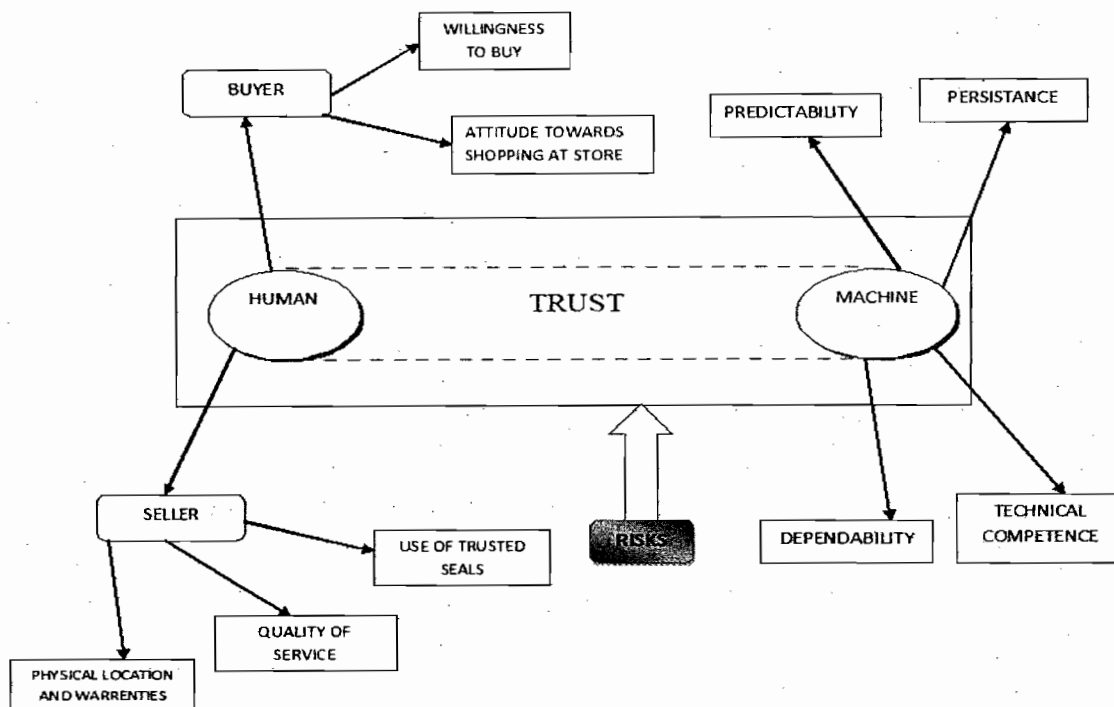 WILLINGNESS
TO BUY
BUYER
PERSISTANCE
PREDICTABILITY
ATTITUDE TOWARDS
SHOPPING AT STORE
HUMAN
TRUST
MACHINE
SELLER
RISKS
TECHNICAL
COMPETENCE
DEPENDABILITY
USE OF TRUSTED
SEALS
QUALITY OF
SERVICE
PHYSICAL LOCATION
AND WARRENTIES